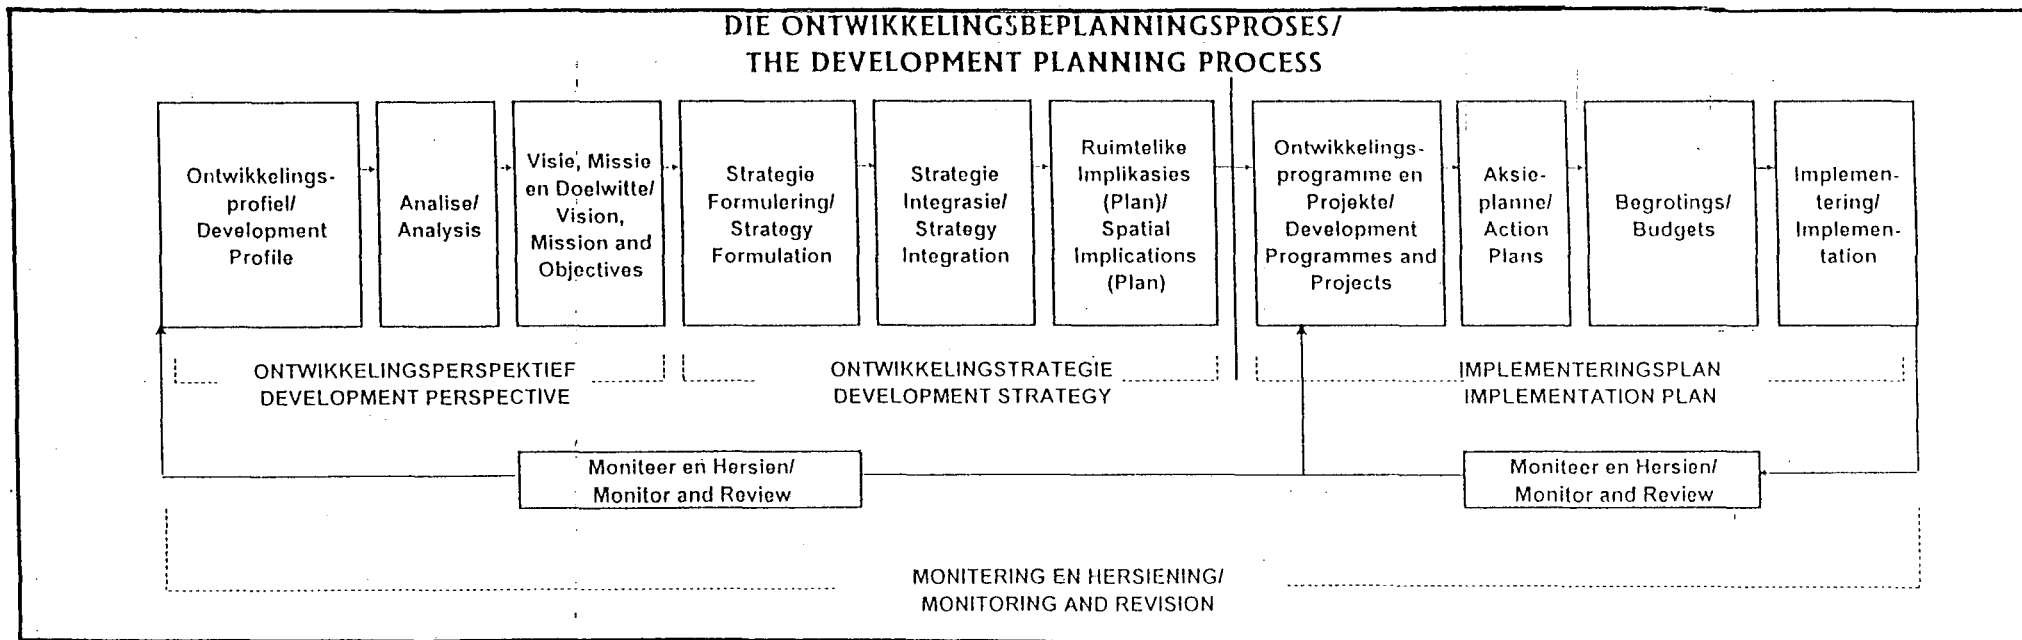 DIE ONTWIKKELINGSBEPLANNINGSPROSES/
THE DEVELOPMENT PLANNING PROCESS
Ontwikkelings-
profiel/
Development
Profile
Analise/
Analysis
Visie, Missie
en Doelwitte/
Vision,
Mission and
Objectives
Strategie
Formulering/
Strategy
Formulation
Strategie
Integrasie/
Strategy
Integration
Ruimtelike
Implikasies
(Plan)/
Spatial
Implications
(Plan)
Ontwikkelings-
programme en
Projekte/
Development
Programmes and
Projects
Aksie-
planne/
Action
Plans
Begrotings/
Budgets
Implemen-
tering/
Implemen-
tation
ONTWIKKELINGSPERSPEKTIEF
DEVELOPMENT PERSPECTIVE
ONTWIKKELINGSTRATEGIE
DEVELOPMENT STRATEGY
IMPLEMENTERINGSPLAN
IMPLEMENTATION PLAN
Moniteer en Hersien/
Monitor and Review
Moniteer en Hersien/
Monitor and Review
MONITERING EN HERSIENING/
MONITORING AND REVISION